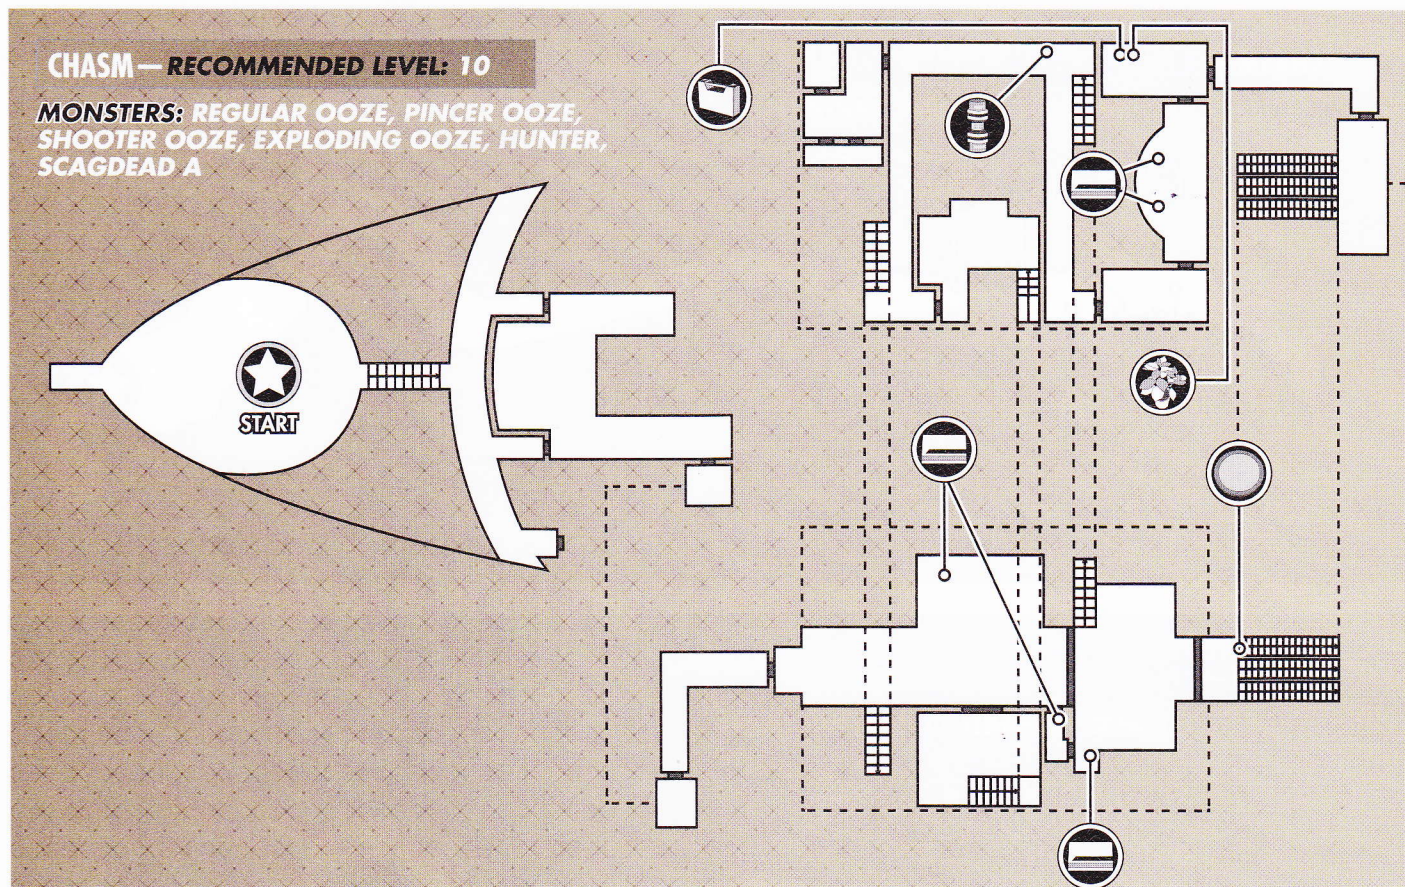 CHASM—RECOMMENDED LEVEL: 10
MONSTERS: REGULAR OOZE, PINCER OOZE,
SHOOTER OOZE, EXPLODING OOZE, HUNTER,
SCAGDEAD A
START